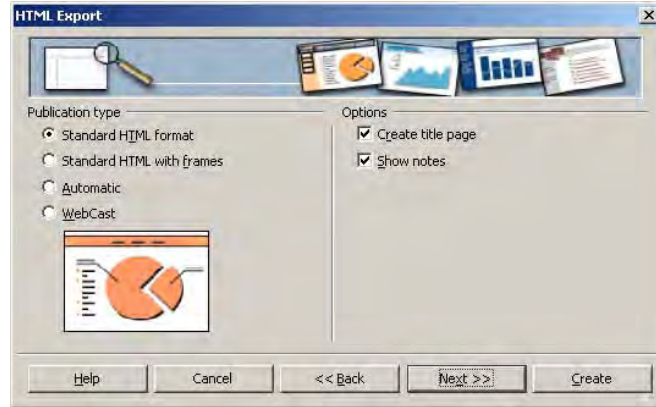 HTML Export
Publication type
Standard HTML format
Standard HTML with frames
Automatic
WebCast
Options
Create title page
Show notes
Help
Cancel
<< Back
Next >>
Create